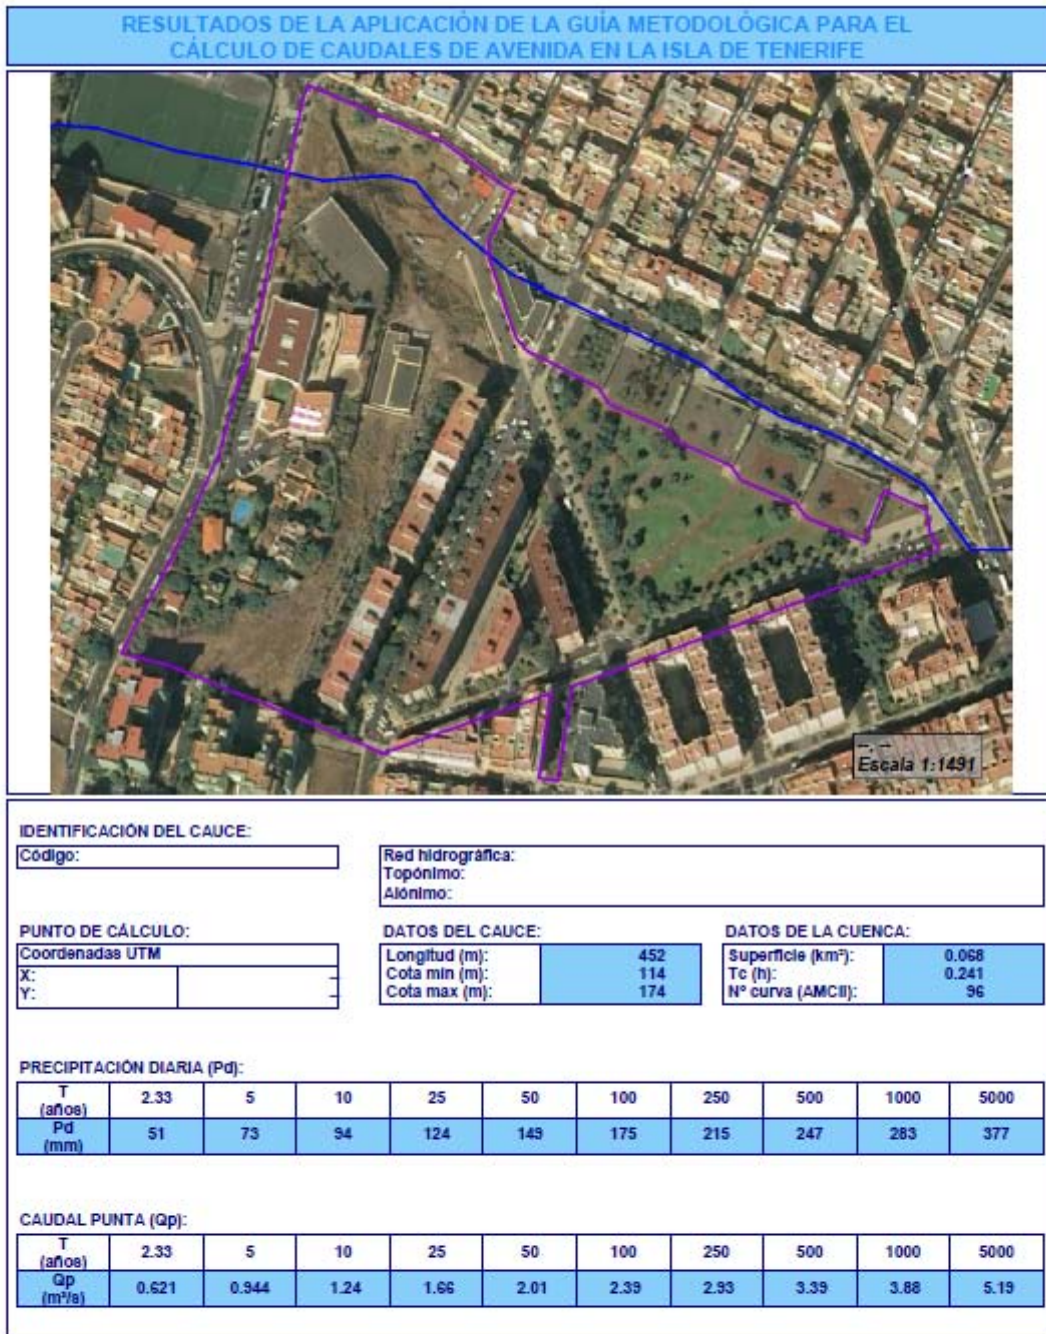 RESULTADOS DE LA APLICACIÓN DE LA GUÍA METODOLÓGICA PARA EL
CÁLCULO DE CAUDALES DE AVENIDA EN LA ISLA DE TENERIFE
--, --
Escala 1:1491
IDENTIFICACIÓN DEL CAUCE:
Código:
Red hidrográfica:
Topónimo:
Alónimo:
PUNTO DE CÁLCULO:
Coordenadas UTM
X: --
Y: --
DATOS DEL CAUCE:
Longitud (m): 452
Cota min (m): 114
Cota max (m): 174
DATOS DE LA CUENCA:
Superficie (km²): 0.068
Tc (h): 0.241
Nº curva (AMCII): 96
PRECIPITACIÓN DIARIA (Pd):
T (años) 2.33 5 10 25 50 100 250 500 1000 5000
Pd (mm) 51 73 94 124 149 175 215 247 283 377
CAUDAL PUNTA (Qp):
T (años) 2.33 5 10 25 50 100 250 500 1000 5000
Qp (m³/s) 0.621 0.944 1.24 1.66 2.01 2.39 2.93 3.39 3.88 5.19